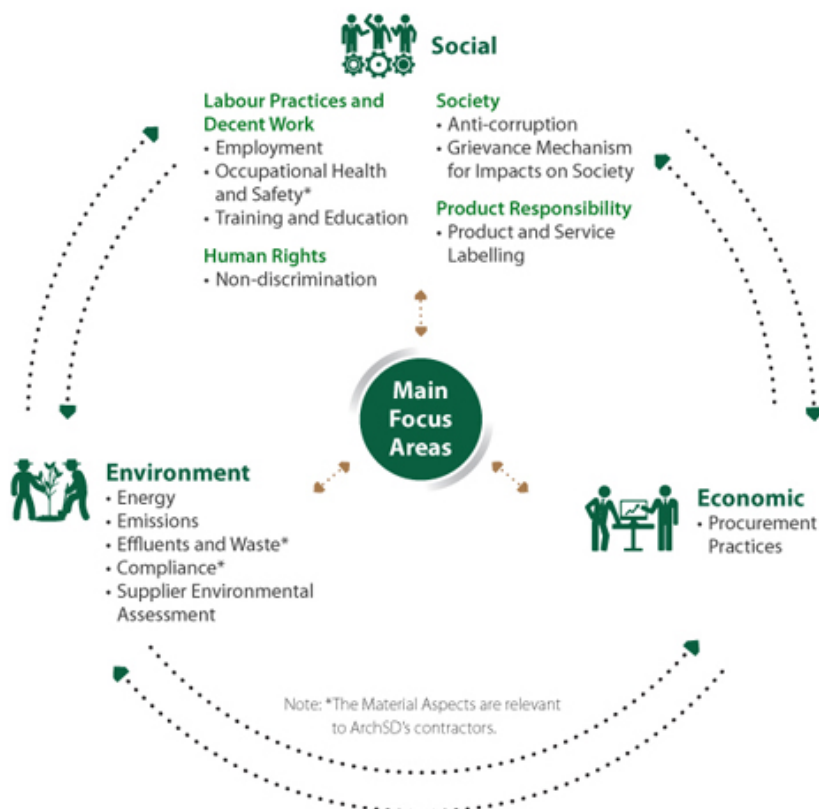 Social
Labour Practices and
Decent Work
• Employment
• Occupational Health
and Safety*
• Training and Education
Human Rights
• Non-discrimination
Society
• Anti-corruption
• Grievance Mechanism
for Impacts on Society
Product Responsibility
• Product and Service
Labelling
Main
Focus
Areas
Environment
• Energy
• Emissions
• Effluents and Waste*
• Compliance*
• Supplier Environmental
Assessment
Economic
• Procurement
Practices
Note: *The Material Aspects are relevant
to ArchSD's contractors.